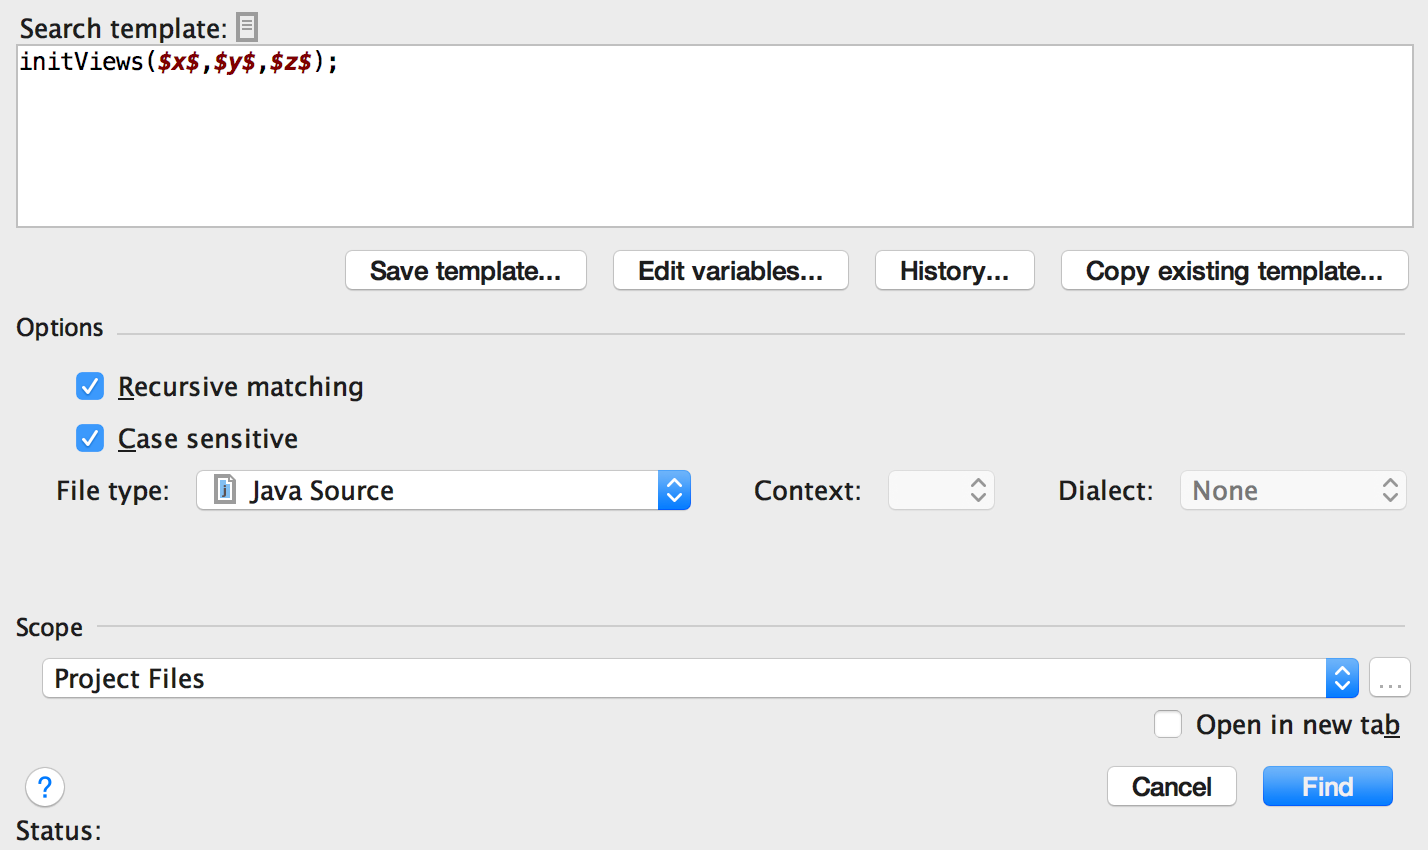 Search template:
initViews($x$,$y$,$z$);
Save template... Edit variables... History... Copy existing template...
Options
Recursive matching
Case sensitive
File type: Java Source Context: Dialect: None
Scope
Project Files ...
Open in new tab
? Cancel Find
Status: